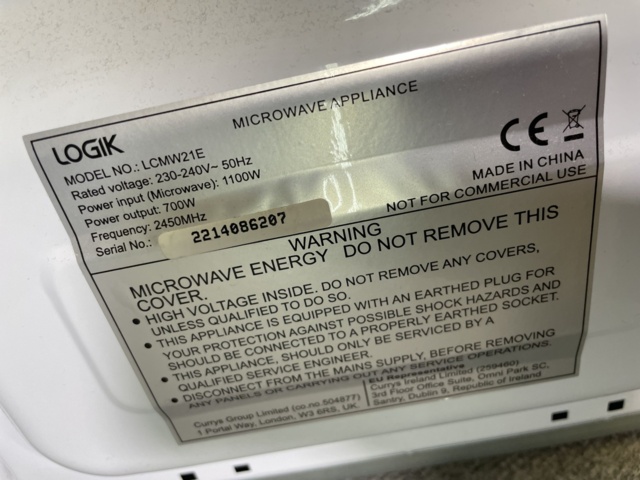 LOGIK
MICROWAVE APPLIANCE
MODEL NO.: LCMW21E
Rated voltage: 230-240V~ 50Hz
Power input (Microwave): 1100W
Power output: 700W
Frequency: 2450MHz
Serial No.: 2214086207
CE
MADE IN CHINA
NOT FOR COMMERCIAL USE
WARNING
MICROWAVE ENERGY DO NOT REMOVE THIS
COVER.
• HIGH VOLTAGE INSIDE. DO NOT REMOVE ANY COVERS,
UNLESS QUALIFIED TO DO SO.
• THIS APPLIANCE IS EQUIPPED WITH AN EARTHED PLUG FOR
YOUR PROTECTION AGAINST POSSIBLE SHOCK HAZARDS AND
SHOULD BE CONNECTED TO A PROPERLY EARTHED SOCKET.
• THIS APPLIANCE, SHOULD ONLY BE SERVICED BY A
QUALIFIED SERVICE ENGINEER.
• DISCONNECT FROM THE MAINS SUPPLY, BEFORE REMOVING
ANY PANELS OR CARRYING OUT ANY SERVICE OPERATIONS.
Currys Group Limited (co.no.504877)
1 Portal Way, London, W3 6RS, UK.
EU Representative
Currys Ireland Limited (259460)
3rd Floor Office Suite, Omni Park SC,
Santry, Dublin 9, Republic of Ireland